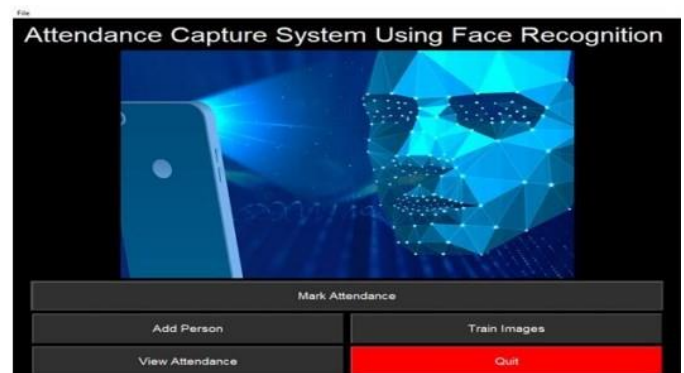 File
Attendance Capture System Using Face Recognition
Mark Attendance
Add Person
Train Images
View Attendance
Quit